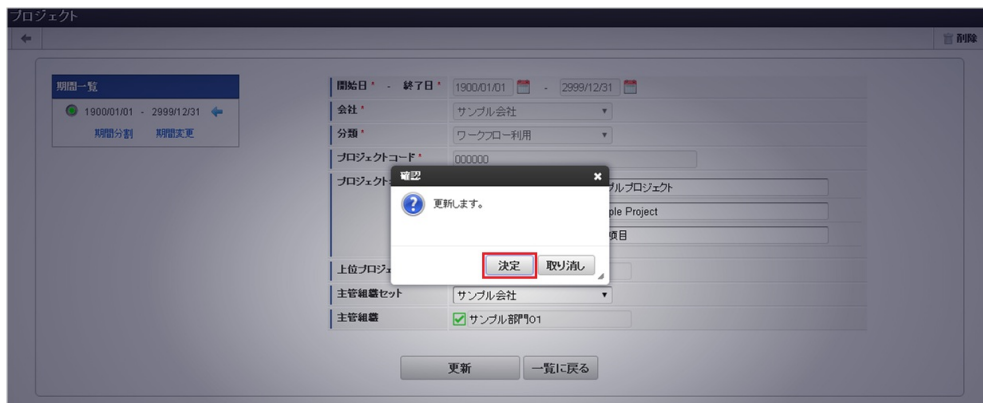 プロジェクト
削除
期間一覧
1900/01/01 - 2999/12/31
期間分割 期間変更
開始日* - 終了日* 1900/01/01 - 2999/12/31
会社* サンプル会社
分類* ワークフロー利用
プロジェクトコード* 000000
プロジェクト
プルプロジェクト
ple Project
項目
確認
更新します。
決定 取り消し
上位プロジェ
主管組織セット サンプル会社
主管組織 サンプル部門01
更新 一覧に戻る